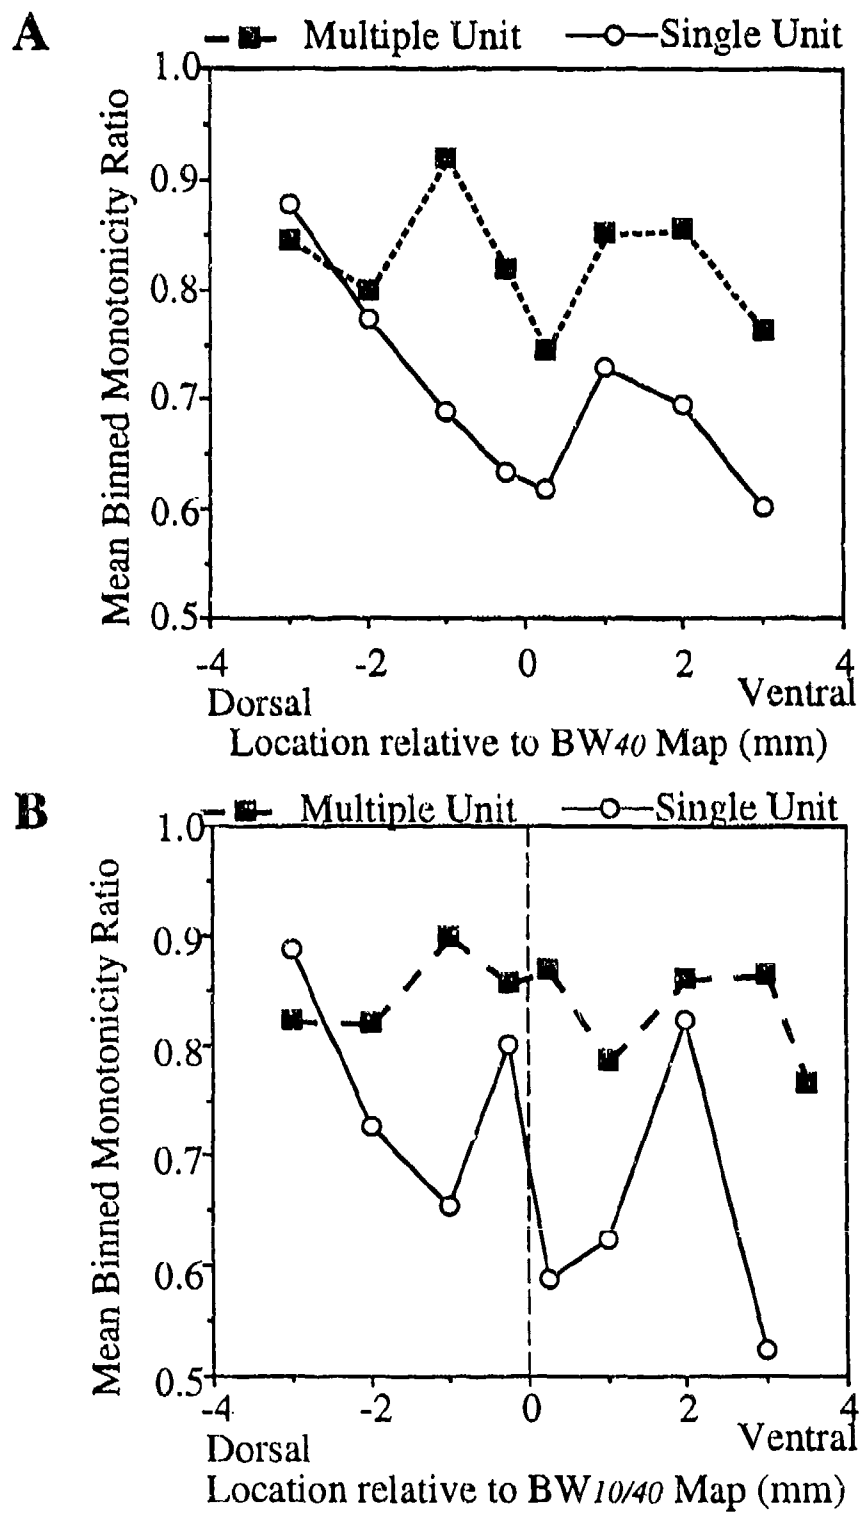 A
Multiple Unit
Single Unit
Mean Binned Monotonicity Ratio
1.0
0.9
0.8
0.7
0.6
0.5
-4 -2 0 2 4
Dorsal
Ventral
Location relative to BW40 Map (mm)
B
Multiple Unit
Single Unit
Mean Binned Monotonicity Ratio
1.0
0.9
0.8
0.7
0.6
0.5
-4 -2 0 2 4
Dorsal
Ventral
Location relative to BW10/40 Map (mm)